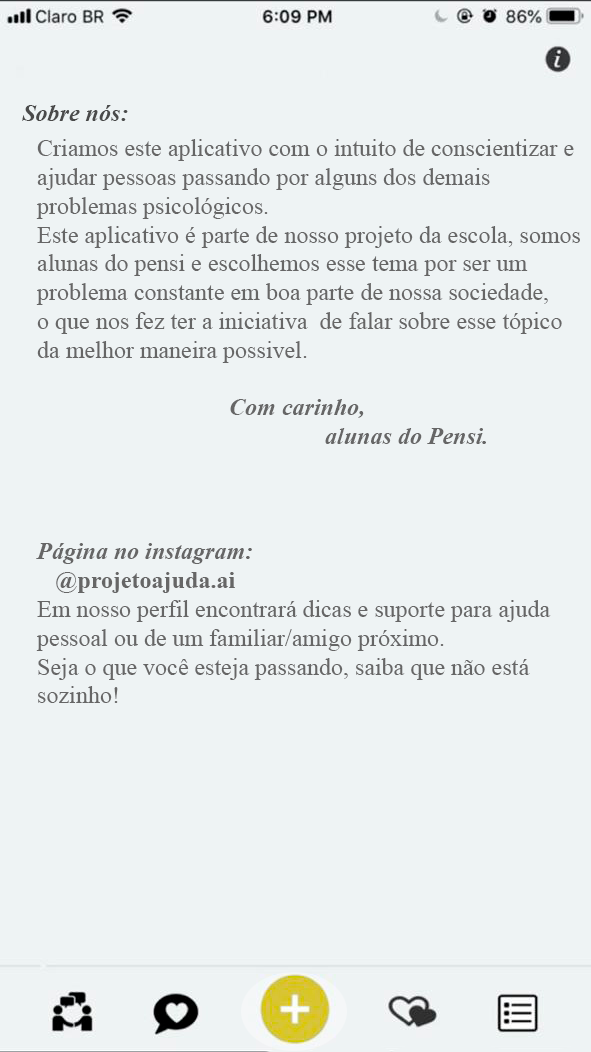 Claro BR 6:09 PM 86%
Sobre nós:
Criamos este aplicativo com o intuito de conscientizar e
ajudar pessoas passando por alguns dos demais
problemas psicológicos.
Este aplicativo é parte de nosso projeto da escola, somos
alunas do pensi e escolhemos esse tema por ser um
problema constante em boa parte de nossa sociedade,
o que nos fez ter a iniciativa  de falar sobre esse tópico
da melhor maneira possivel.
Com carinho,
alunas do Pensi.
Página no instagram:
@projetoajuda.ai
Em nosso perfil encontrará dicas e suporte para ajuda
pessoal ou de um familiar/amigo próximo.
Seja o que você esteja passando, saiba que não está
sozinho!